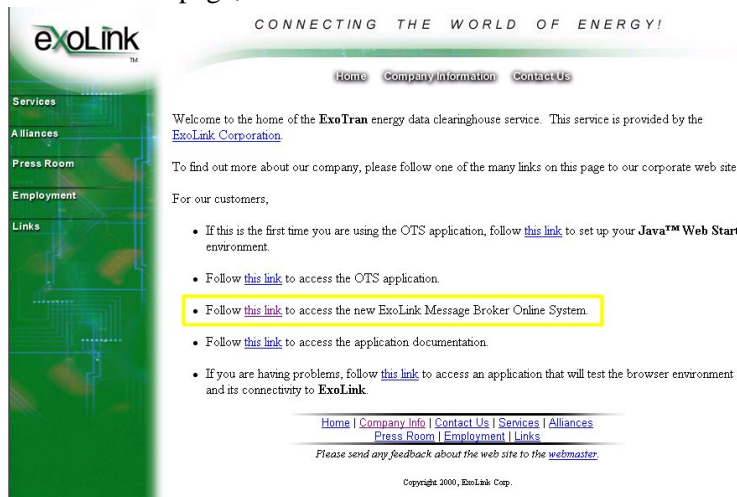 page,
exoLink
TM
CONNECTING THE WORLD OF ENERGY!
Home Company Information Contact Us
Services
Alliances
Press Room
Employment
Links
Welcome to the home of the ExoTran energy data clearinghouse service. This service is provided by the
ExoLink Corporation.
To find out more about our company, please follow one of the many links on this page to our corporate web site
For our customers,
• If this is the first time you are using the OTS application, follow this link to set up your Java™ Web Start
environment.
• Follow this link to access the OTS application.
• Follow this link to access the new ExoLink Message Broker Online System.
• Follow this link to access the application documentation.
• If you are having problems, follow this link to access an application that will test the browser environment
and its connectivity to ExoLink.
Home | Company Info | Contact Us | Services | Alliances
Press Room | Employment | Links
Please send any feedback about the web site to the webmaster.
Copyright 2000, ExoLink Corp.